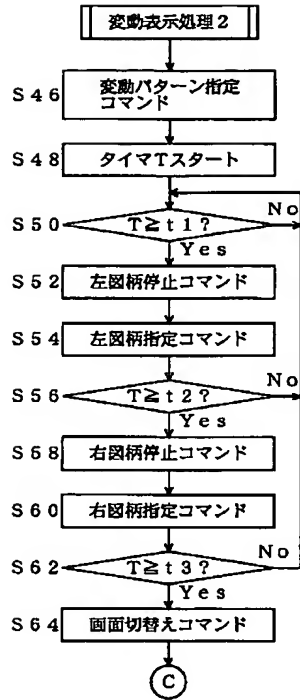 変動表示処理2
S46
変動パターン指定
コマンド
S48
タイマTスタート
S50
T≧t1?
No
Yes
S52
左図柄停止コマンド
S54
左図柄指定コマンド
S56
T≧t2?
No
Yes
S58
右図柄停止コマンド
S60
右図柄指定コマンド
S62
T≧t3?
No
Yes
S64
画面切替えコマンド
C